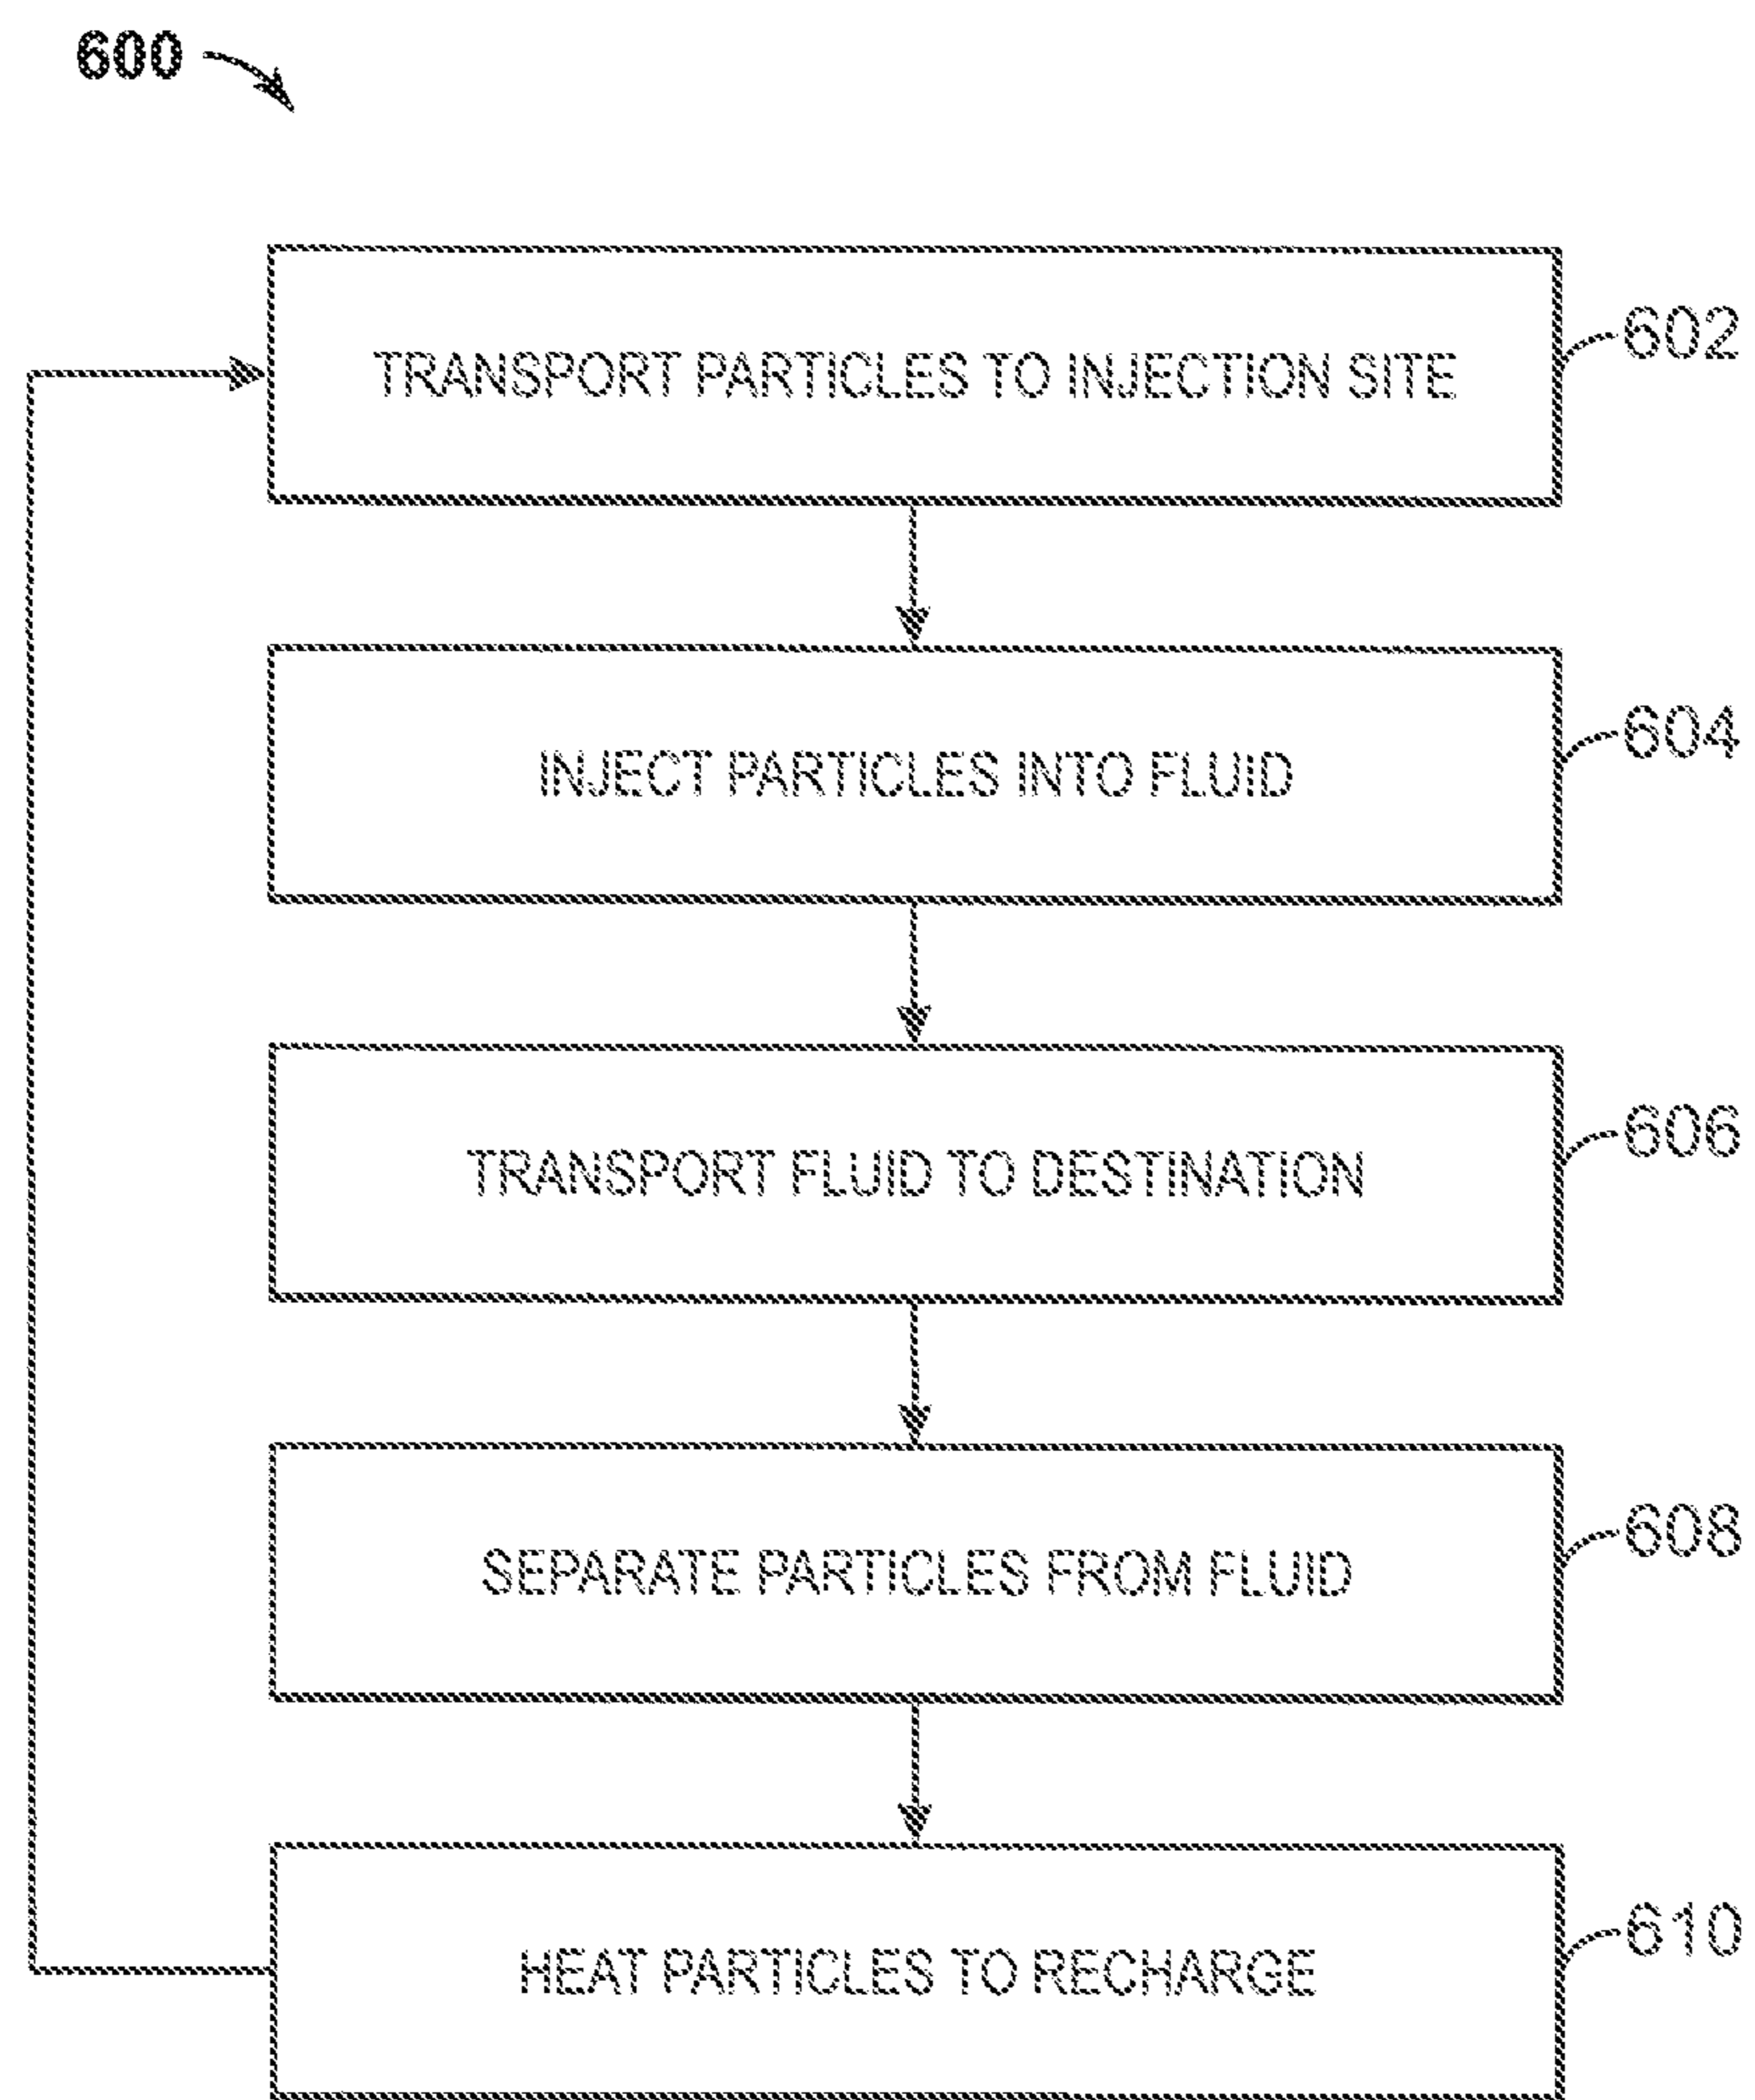 600
TRANSPORT PARTICLES TO INJECTION SITE
602
INJECT PARTICLES INTO FLUID
604
TRANSPORT FLUID TO DESTINATION
606
SEPARATE PARTICLES FROM FLUID
608
HEAT PARTICLES TO RECHARGE
610